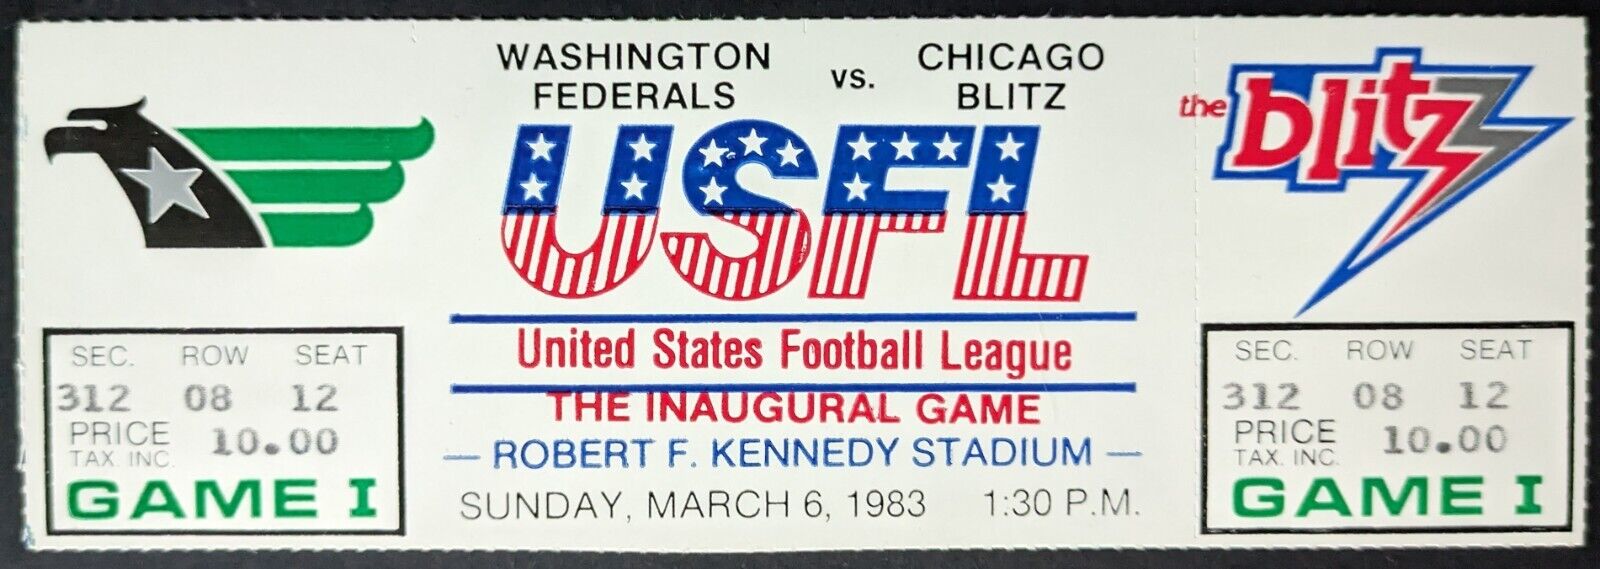 WASHINGTON FEDERALS vs. CHICAGO BLITZ
USFL
United States Football League
THE INAUGURAL GAME
— ROBERT F. KENNEDY STADIUM —
SUNDAY, MARCH 6, 1983 1:30 P.M.
SEC. ROW SEAT
312 08 12
PRICE 10.00
TAX. INC.
GAME I
the blitz
SEC. ROW SEAT
312 08 12
PRICE 10.00
TAX. INC.
GAME I